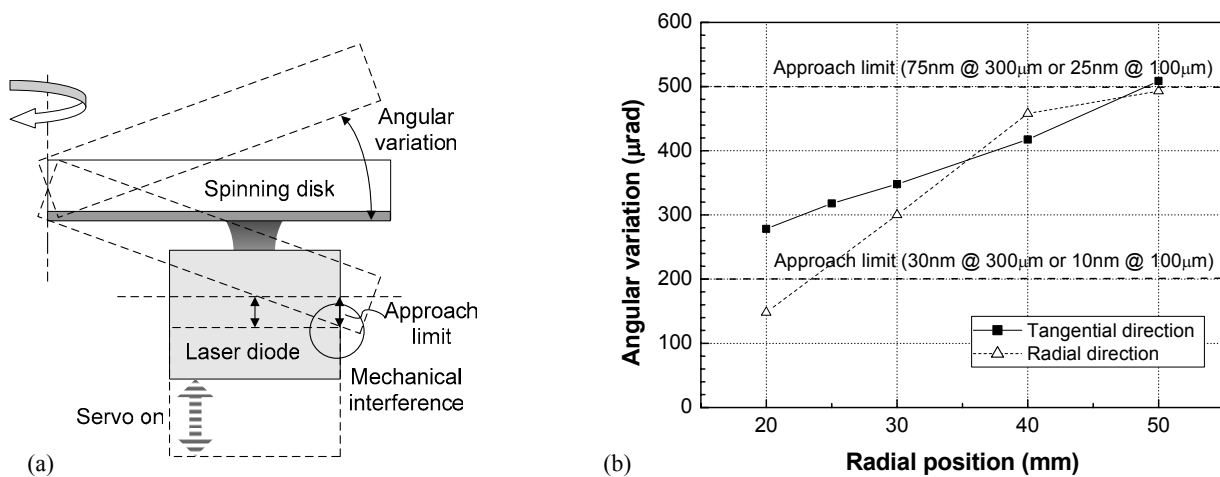 Angular
variation
Spinning disk
Approach
limit
Laser diode
Mechanical
interference
Servo on
(a)
600
500
400
300
200
100
0
Angular variation (μrad)
Approach limit (75nm @ 300μm or 25nm @ 100μm)
Approach limit (30nm @ 300μm or 10nm @ 100μm)
Tangential direction
Radial direction
20 30 40 50
Radial position (mm)
(b)